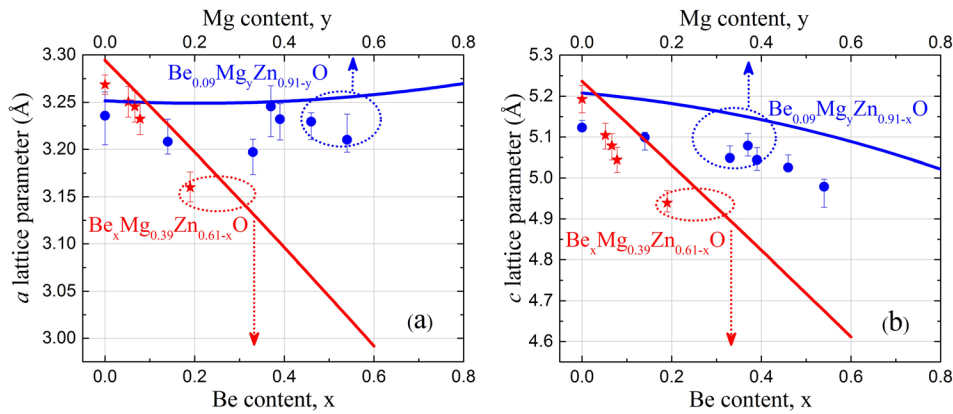 Mg content, y
0.0 0.2 0.4 0.6 0.8
a lattice parameter (Å)
3.30
3.25
3.20
3.15
3.10
3.05
3.00
Be0.09MgyZn0.91-yO
BexMg0.39Zn0.61-xO
(a)
0.0 0.2 0.4 0.6 0.8
Be content, x
Mg content, y
0.0 0.2 0.4 0.6 0.8
c lattice parameter (Å)
5.3
5.2
5.1
5.0
4.9
4.8
4.7
4.6
Be0.09MgyZn0.91-xO
BexMg0.39Zn0.61-xO
(b)
0.0 0.2 0.4 0.6 0.8
Be content, x